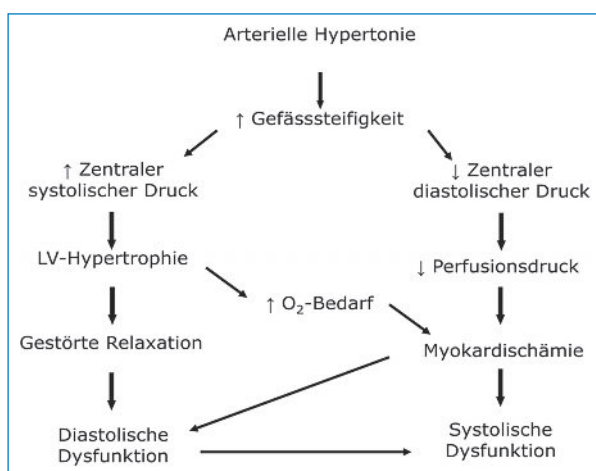 Arterielle Hypertonie
↑ Gefässsteifigkeit
↑ Zentraler
systolischer Druck
↓ Zentraler
diastolischer Druck
LV-Hypertrophie
↓ Perfusionsdruck
↑ O₂-Bedarf
Gestörte Relaxation
Myokardischämie
Diastolische
Dysfunktion
Systolische
Dysfunktion